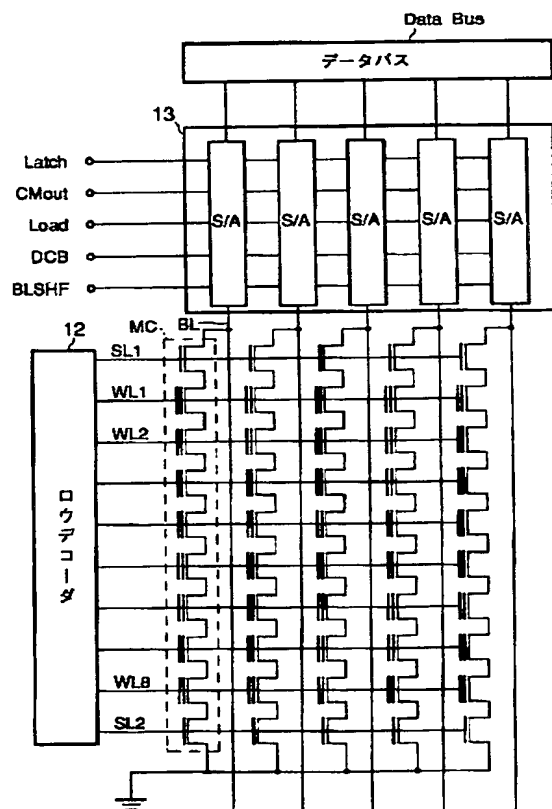 Data Bus
データバス
13
Latch
CMout
Load
DCB
BLSHF
S/A S/A S/A S/A S/A
12
MC
BL
SL1
WL1
WL2
ロウデコーダ
WL8
SL2